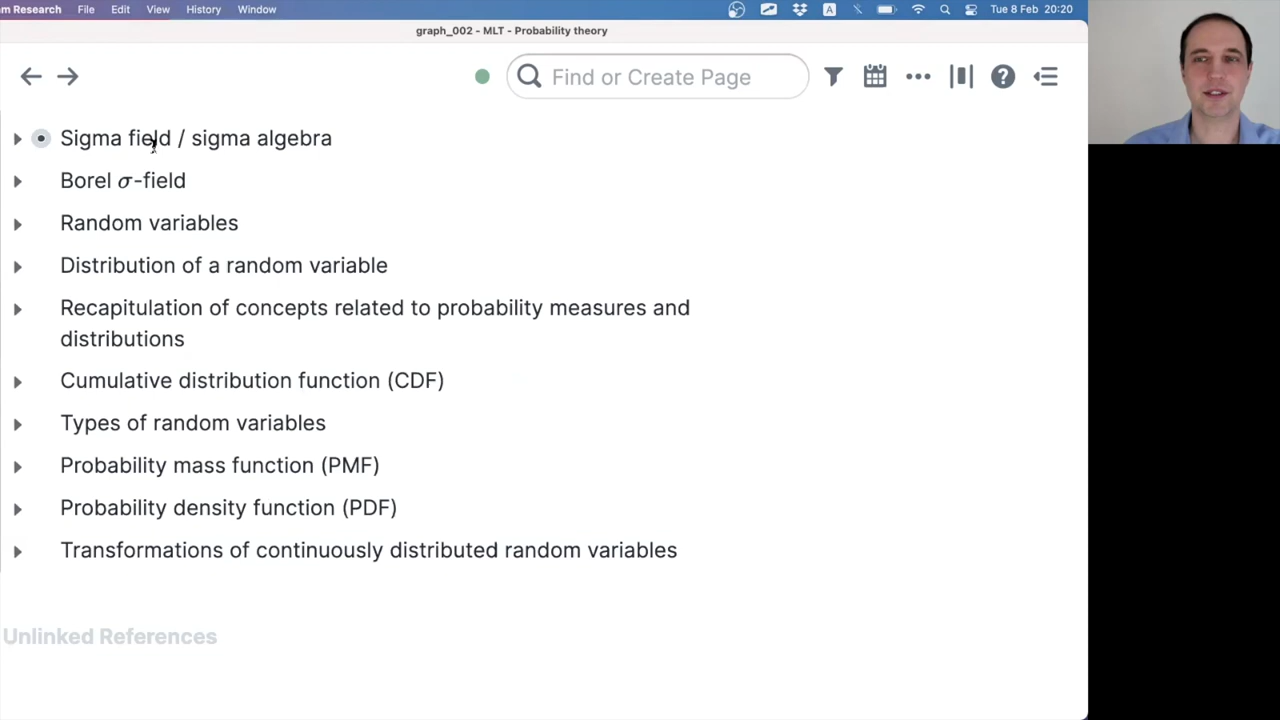 am Research File Edit View History Window A Tue 8 Feb 20:20
graph_002 - MLT - Probability theory
Find or Create Page
Sigma field / sigma algebra
Borel σ-field
Random variables
Distribution of a random variable
Recapitulation of concepts related to probability measures and
distributions
Cumulative distribution function (CDF)
Types of random variables
Probability mass function (PMF)
Probability density function (PDF)
Transformations of continuously distributed random variables
Unlinked References